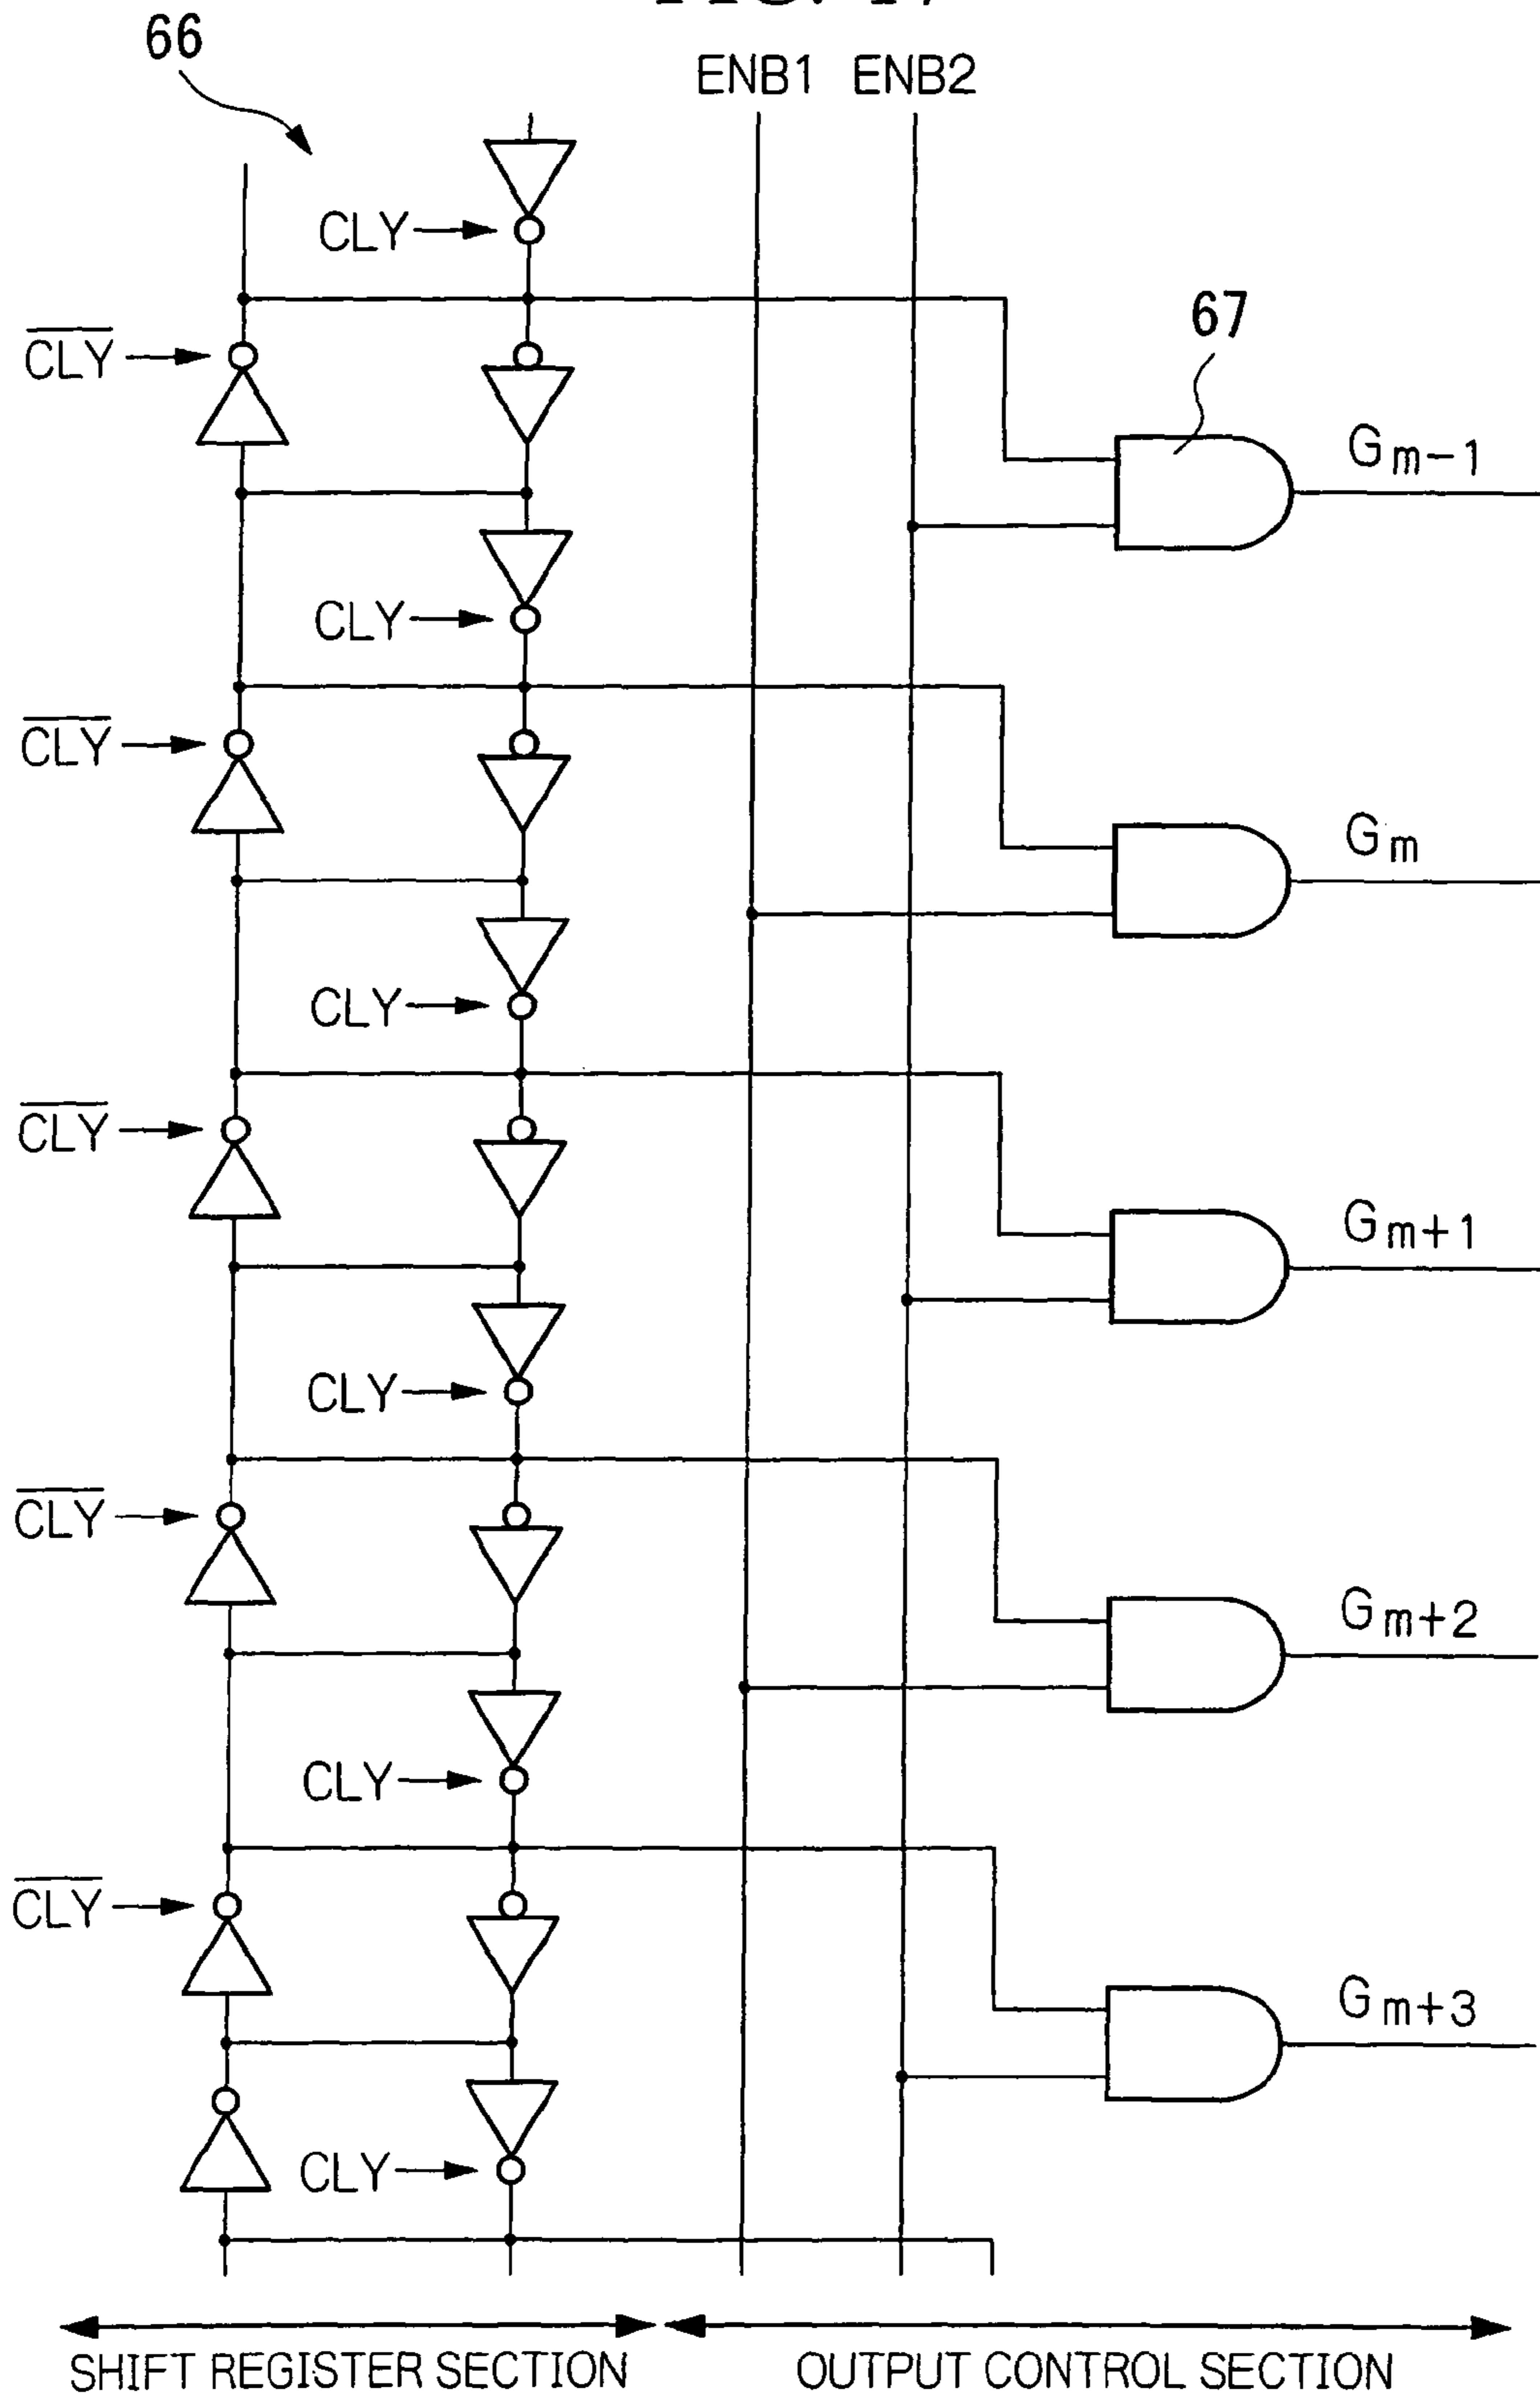 66
ENB1 ENB2
CLY
CLY
67
Gm-1
CLY
CLY
Gm
CLY
CLY
Gm+1
CLY
CLY
Gm+2
CLY
CLY
Gm+3
CLY
SHIFT REGISTER SECTION OUTPUT CONTROL SECTION